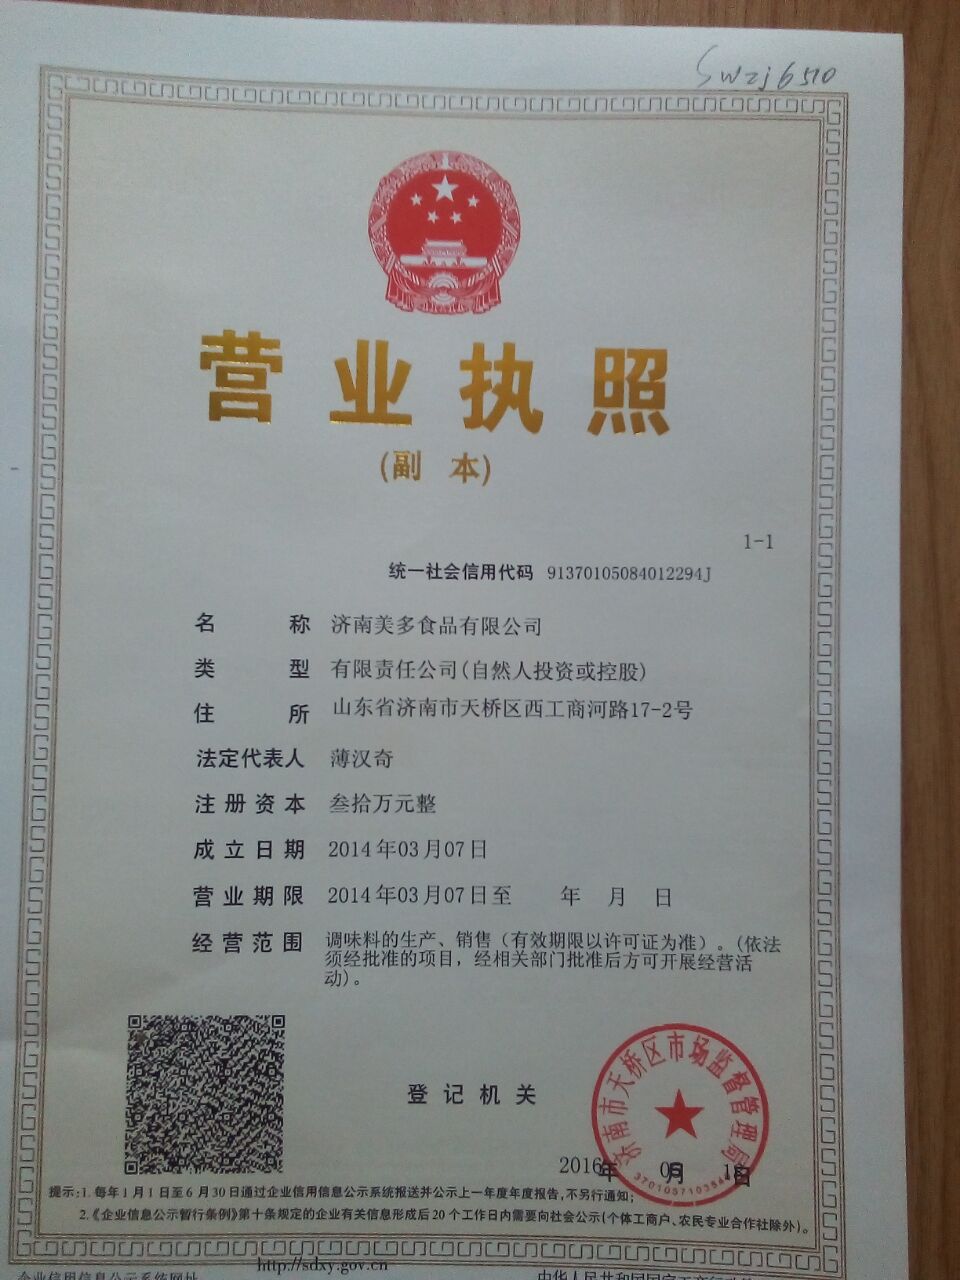 Swzj6510
营业执照
(副 本)
1-1
统一社会信用代码 91370105084012294J
名 称 济南美多食品有限公司
类 型 有限责任公司(自然人投资或控股)
住 所 山东省济南市天桥区西工商河路17-2号
法定代表人 薄汉奇
注册资本 叁拾万元整
成立日期 2014年03月07日
营业期限 2014年03月07日至 年 月 日
经营范围 调味料的生产、销售（有效期限以许可证为准）。(依法
须经批准的项目，经相关部门批准后方可开展经营活
动)。
济南市天桥区市场监督管理局
登记机关
2016年 月 日
提示:1. 每年1月1日至6月30日通过企业信用信息公示系统报送并公示上一年度年度报告,不另行通知;
2.《企业信息公示暂行条例》第十条规定的企业有关信息形成后20个工作日内需要向社会公示(个体工商户、农民专业合作社除外)。
企业信用信息公示系统网址
http://sdxy.gov.cn